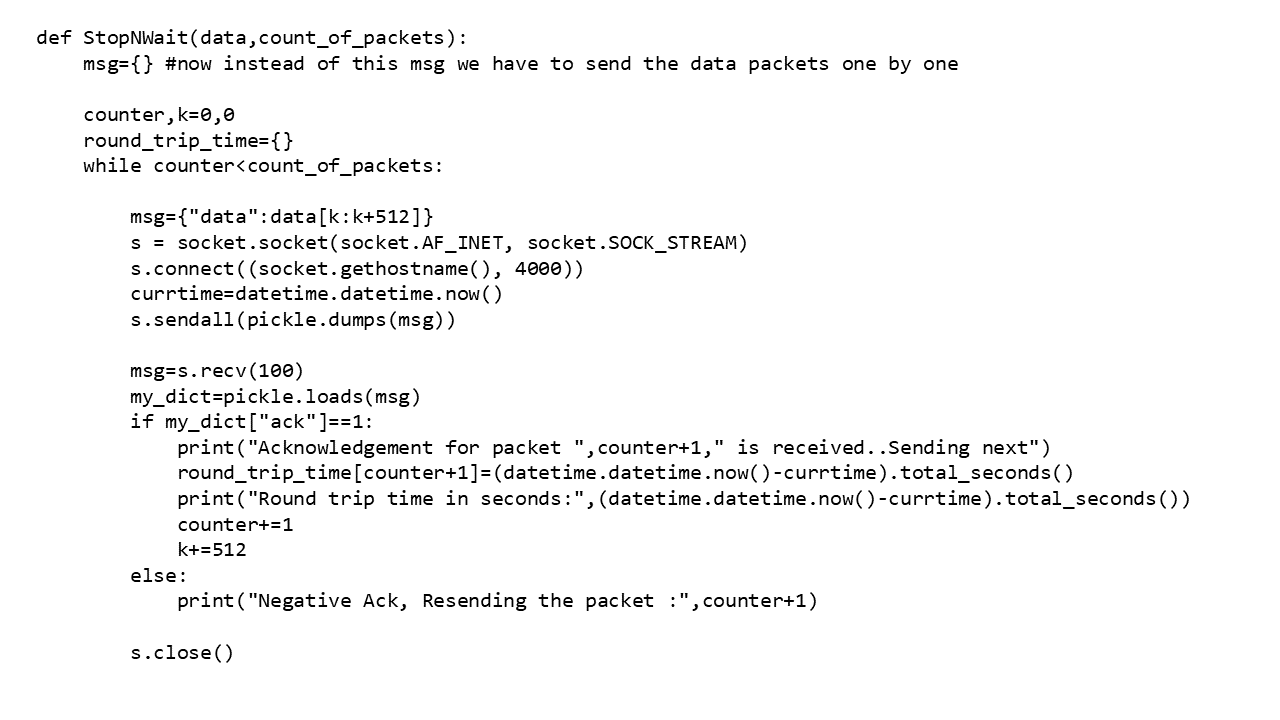 def StopNWait(data,count_of_packets):
    msg={} #now instead of this msg we have to send the data packets one by one

    counter,k=0,0
    round_trip_time={}
    while counter<count_of_packets:

        msg={"data":data[k:k+512]}
        s = socket.socket(socket.AF_INET, socket.SOCK_STREAM)
        s.connect((socket.gethostname(), 4000))
        currtime=datetime.datetime.now()
        s.sendall(pickle.dumps(msg))

        msg=s.recv(100)
        my_dict=pickle.loads(msg)
        if my_dict["ack"]==1:
            print("Acknowledgement for packet ",counter+1," is received..Sending next")
            round_trip_time[counter+1]=(datetime.datetime.now()-currtime).total_seconds()
            print("Round trip time in seconds:",(datetime.datetime.now()-currtime).total_seconds())
            counter+=1
            k+=512
        else:
            print("Negative Ack, Resending the packet :",counter+1)

        s.close()